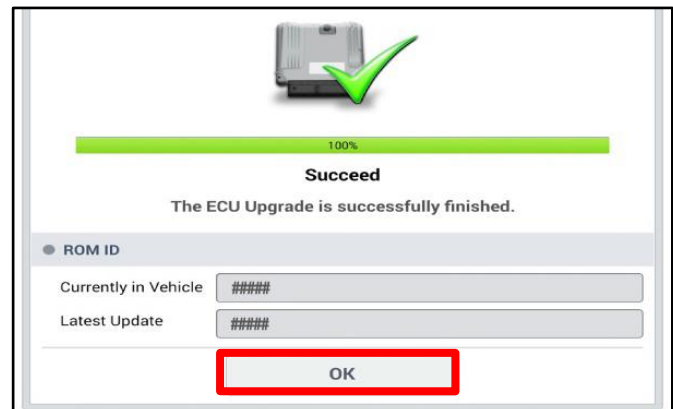 100%
Succeed
The ECU Upgrade is successfully finished.
ROM ID
Currently in Vehicle #####
Latest Update #####
OK